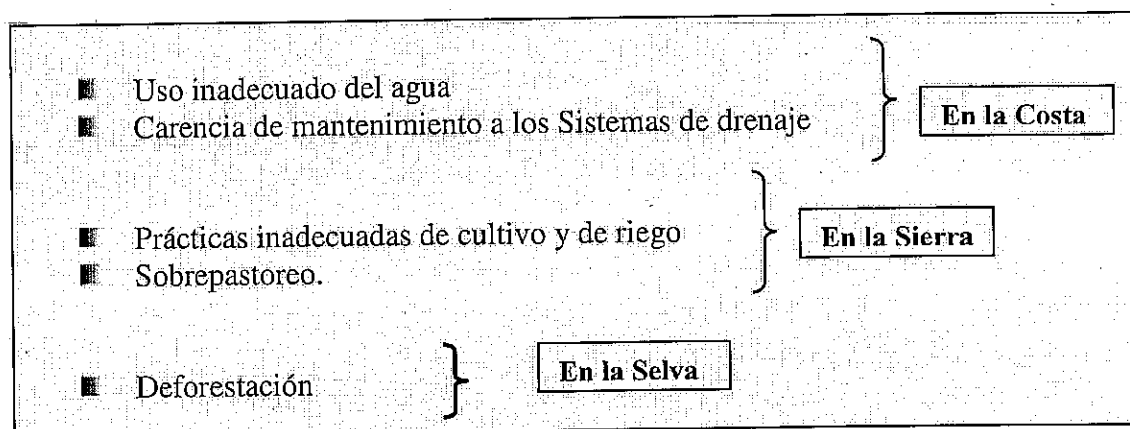 Uso inadecuado del agua
Carencia de mantenimiento a los Sistemas de drenaje
En la Costa
Prácticas inadecuadas de cultivo y de riego
Sobrepastoreo.
En la Sierra
Deforestación
En la Selva